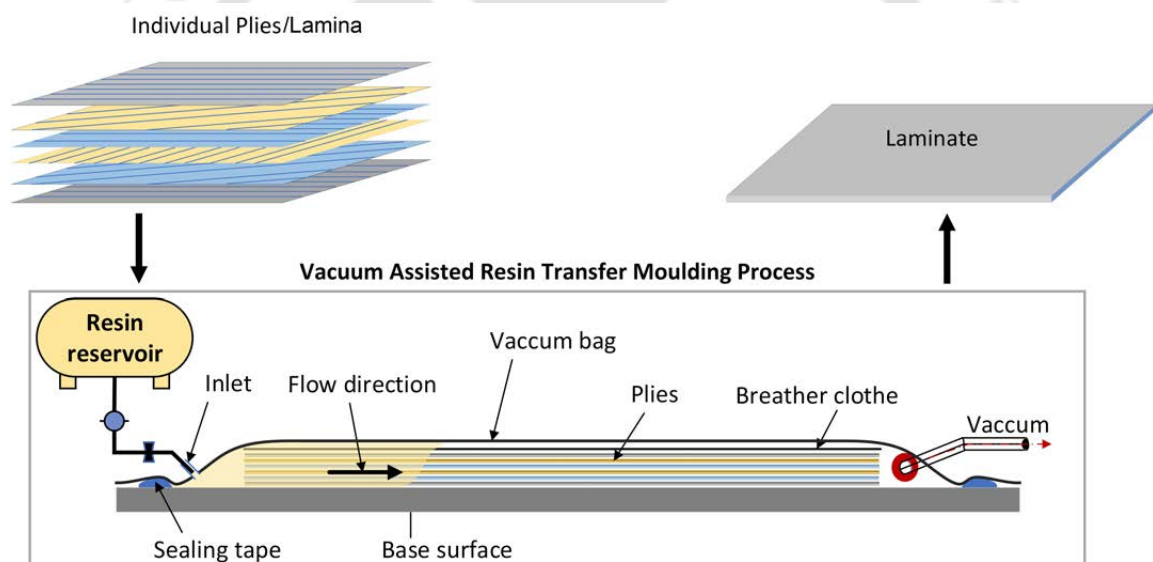 Individual Plies/Lamina
Laminate
Vacuum Assisted Resin Transfer Moulding Process
Resin
reservoir
Inlet
Flow direction
Vaccum bag
Plies
Breather clothe
Vaccum
Sealing tape
Base surface